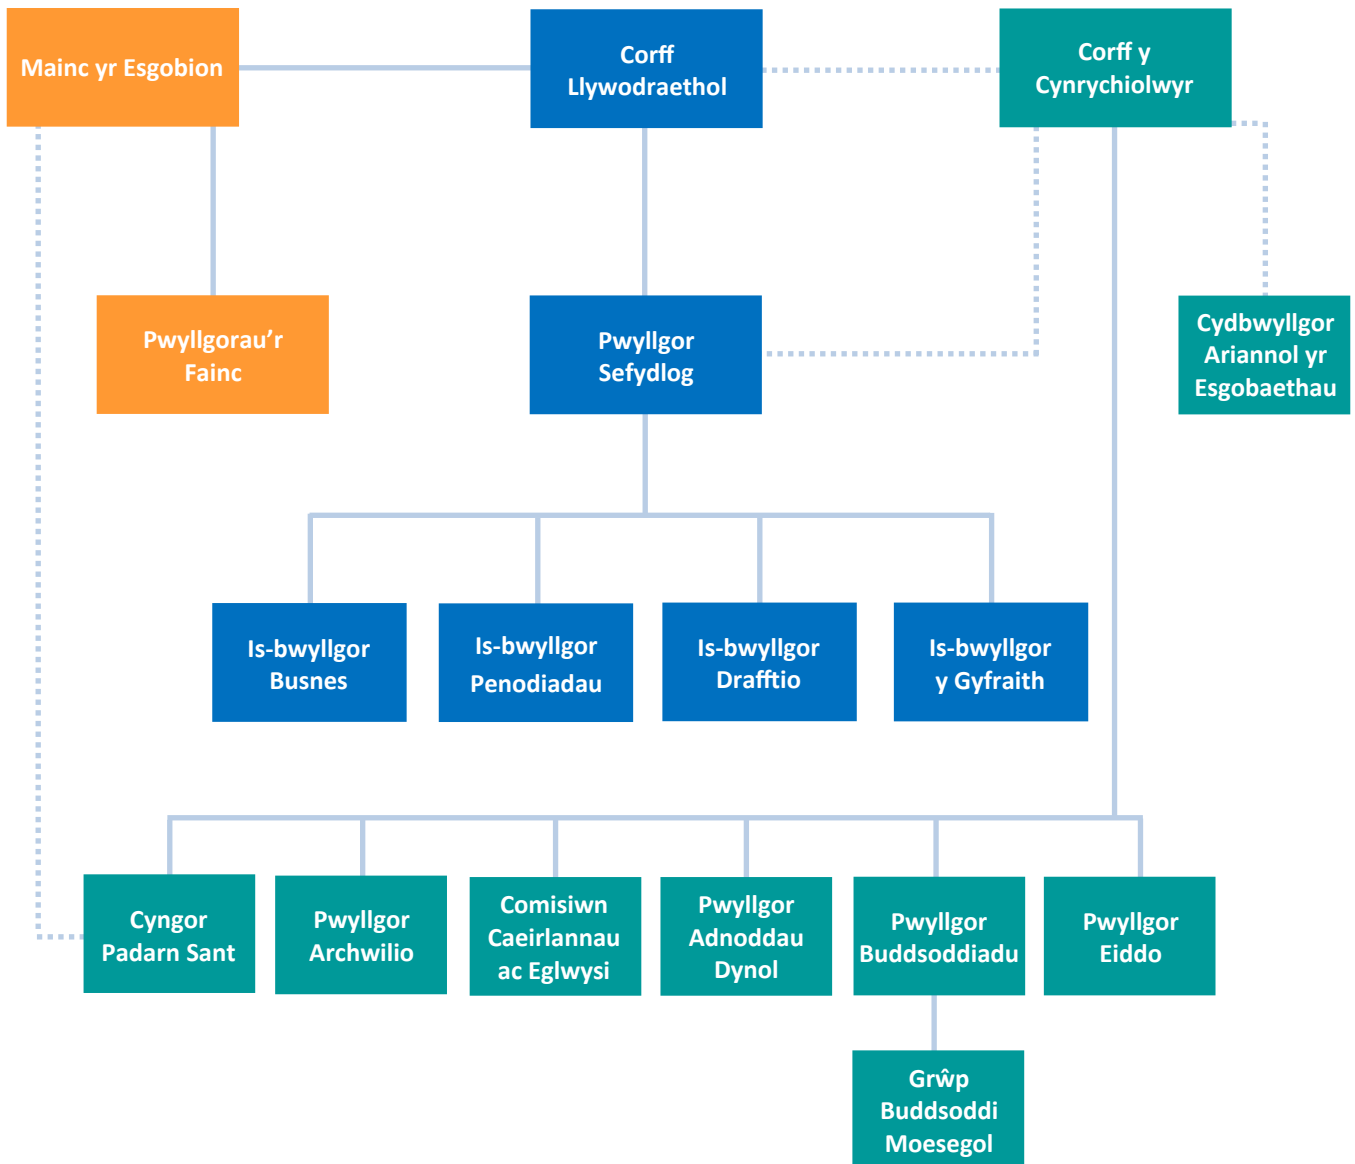 Mainc yr Esgobion
Corff
Llywodraethol
Corff y
Cynrychiolwyr
Pwyllgorau’r
Fainc
Pwyllgor
Sefydlog
Cydbwyllgor
Ariannol yr
Esgobaethau
Is-bwyllgor
Busnes
Is-bwyllgor
Penodiadau
Is-bwyllgor
Drafftio
Is-bwyllgor
y Gyfraith
Cyngor
Padarn Sant
Pwyllgor
Archwilio
Comisiwn
Caeirlannau
ac Eglwysi
Pwyllgor
Adnoddau
Dynol
Pwyllgor
Buddsoddiadu
Pwyllgor
Eiddo
Grŵp
Buddsoddi
Moesegol